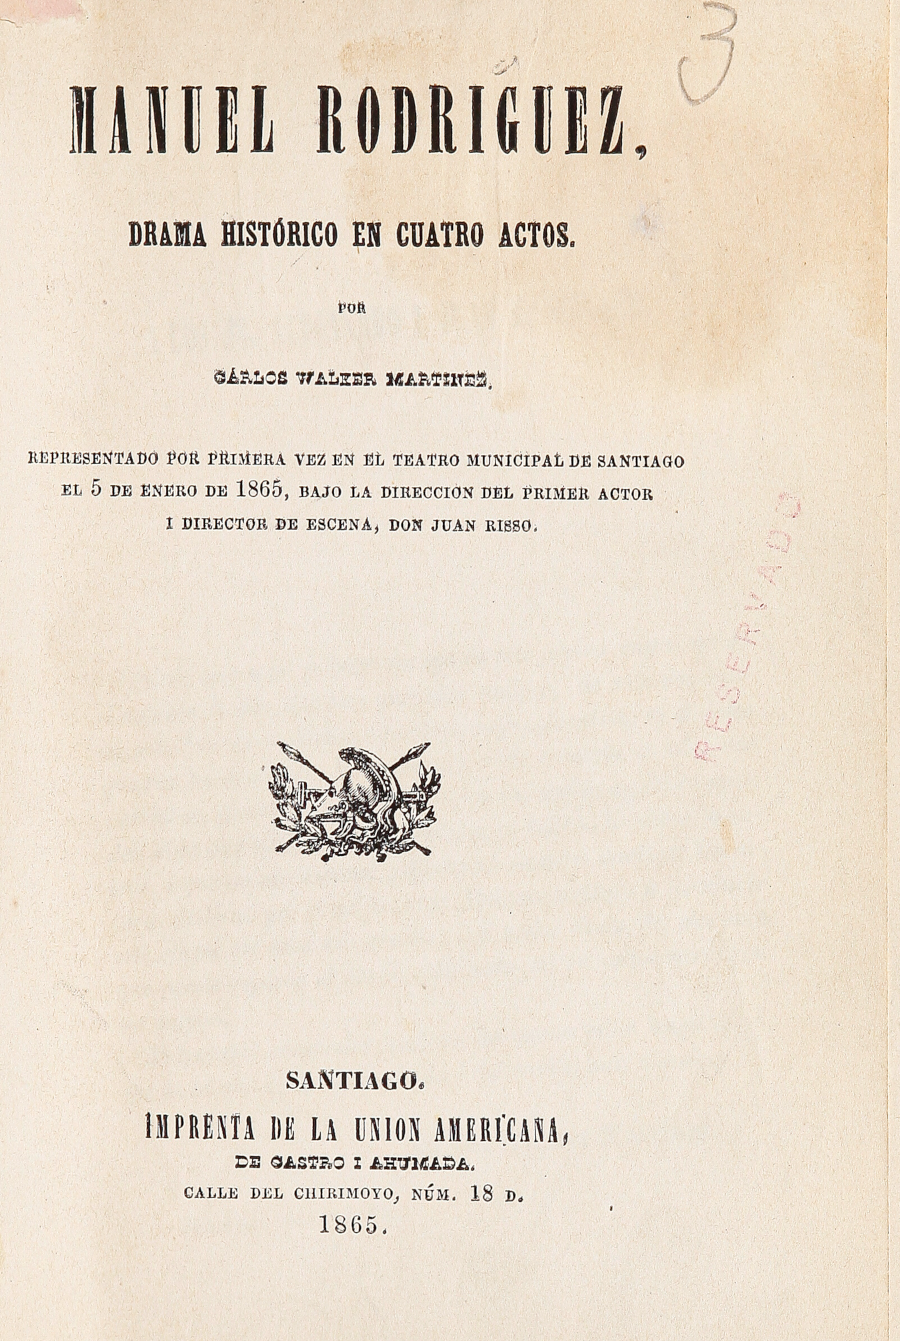 3
MANUEL RODRIGUEZ,
DRAMA HISTÓRICO EN CUATRO ACTOS.
POR
CÁRLOS WALKER MARTINEZ,
REPRESENTADO POR PRIMERA VEZ EN EL TEATRO MUNICIPAL DE SANTIAGO
EL 5 DE ENERO DE 1865, BAJO LA DIRECCION DEL PRIMER ACTOR
I DIRECTOR DE ESCENA, DON JUAN RISSO.
RESERVADO
SANTIAGO.
IMPRENTA DE LA UNION AMERICANA,
DE CASTRO I AHUMADA.
CALLE DEL CHIRIMOYO, NÚM. 18 D.
1865.